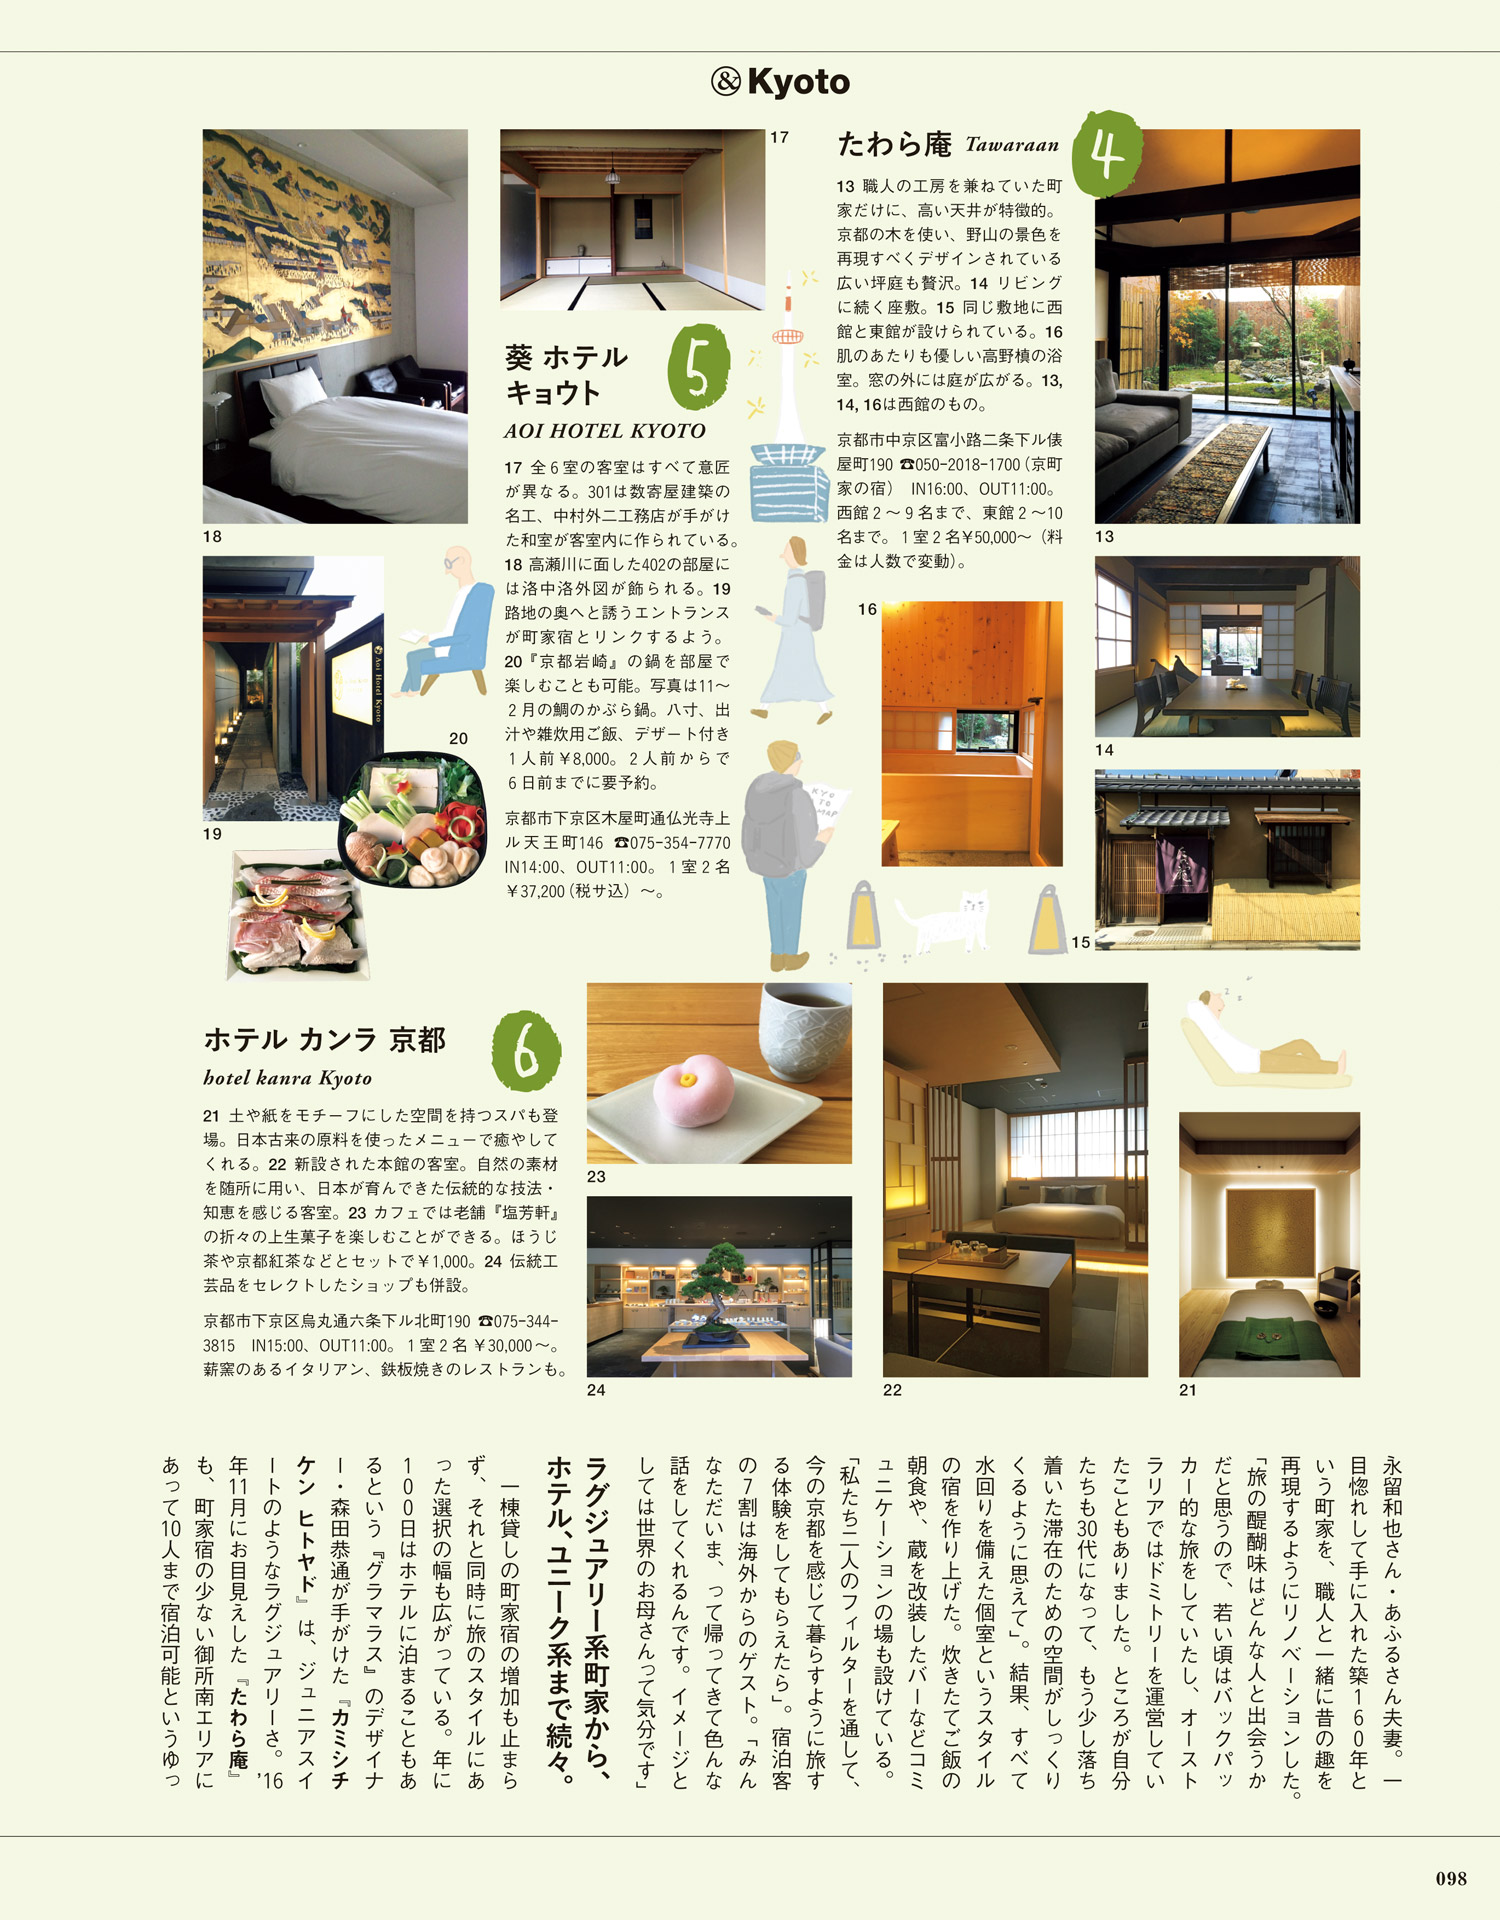 &Kyoto
たわら庵 Tawaraan
4
13 職人の工房を兼ねていた町
家だけに、高い天井が特徴的。
京都の木を使い、野山の景色を
再現すべくデザインされている
広い坪庭も贅沢。14 リビング
に続く座敷。15 同じ敷地に西
館と東館が設けられている。16
肌のあたりも優しい高野槙の浴
室。窓の外には庭が広がる。13,
14, 16は西館のもの。
京都市中京区富小路二条下ル俵
屋町190 ☎050-2018-1700（京町
家の宿） IN16:00、OUT11:00。
西館2〜9名まで、東館2〜10
名まで。1室2名¥50,000〜（料
金は人数で変動）。
13
14
15
16
17
葵 ホテル
キョウト
5
AOI HOTEL KYOTO
17 全6室の客室はすべて意匠
が異なる。301は数寄屋建築の
名工、中村外二工務店が手がけ
た和室が客室内に作られている。
18 高瀬川に面した402の部屋に
は洛中洛外図が飾られる。19
路地の奥へと誘うエントランス
が町家宿とリンクするよう。
20『京都岩崎』の鍋を部屋で
楽しむことも可能。写真は11〜
2月の鯛のかぶら鍋。八寸、出
汁や雑炊用ご飯、デザート付き
1人前¥8,000。2人前からで
6日前までに要予約。
京都市下京区木屋町通仏光寺上
ル天王町146 ☎075-354-7770
IN14:00、OUT11:00。1室2名
¥37,200（税サ込）〜。
18
19
Aoi Hotel Kyoto
20
KYO
TO
MAP
ホテル カンラ 京都
6
hotel kanra Kyoto
21 土や紙をモチーフにした空間を持つスパも登
場。日本古来の原料を使ったメニューで癒やして
くれる。22 新設された本館の客室。自然の素材
を随所に用い、日本が育んできた伝統的な技法・
知恵を感じる客室。23 カフェでは老舗『塩芳軒』
の折々の上生菓子を楽しむことができる。ほうじ
茶や京都紅茶などとセットで¥1,000。24 伝統工
芸品をセレクトしたショップも併設。
京都市下京区烏丸通六条下ル北町190 ☎075-344-
3815 IN15:00、OUT11:00。1室2名¥30,000〜。
薪窯のあるイタリアン、鉄板焼きのレストランも。
23
24
22
21
z z z
永留和也さん・あふるさん夫妻。一
目惚れして手に入れた築160年と
いう町家を、職人と一緒に昔の趣を
再現するようにリノベーションした。
「旅の醍醐味はどんな人と出会うか
だと思うので、若い頃はバックパッ
カー的な旅をしていたし、オースト
ラリアではドミトリーを運営してい
たこともありました。ところが自分
たちも30代になって、もう少し落ち
着いた滞在のための空間がしっくり
くるように思えて」。結果、すべて
水回りを備えた個室というスタイル
の宿を作り上げた。炊きたてご飯の
朝食や、蔵を改装したバーなどコミ
ュニケーションの場も設けている。
「私たち二人のフィルターを通して、
今の京都を感じて暮らすように旅す
る体験をしてもらえたら」。宿泊客
の7割は海外からのゲスト。「みん
なただいま、って帰ってきて色んな
話をしてくれるんです。イメージと
しては世界のお母さんって気分です」
ラグジュアリー系町家から、
ホテル、ユニーク系まで続々。
一棟貸しの町家宿の増加も止まら
ず、それと同時に旅のスタイルにあ
った選択の幅も広がっている。年に
100日はホテルに泊まることもあ
るという『グラマラス』のデザイナ
ー・森田恭通が手がけた『カミシチ
ケン ヒトヤド』は、ジュニアスイ
ートのようなラグジュアリーさ。’16
年11月にお目見えした『たわら庵』
も、町家宿の少ない御所南エリアに
あって10人まで宿泊可能というゆっ
098